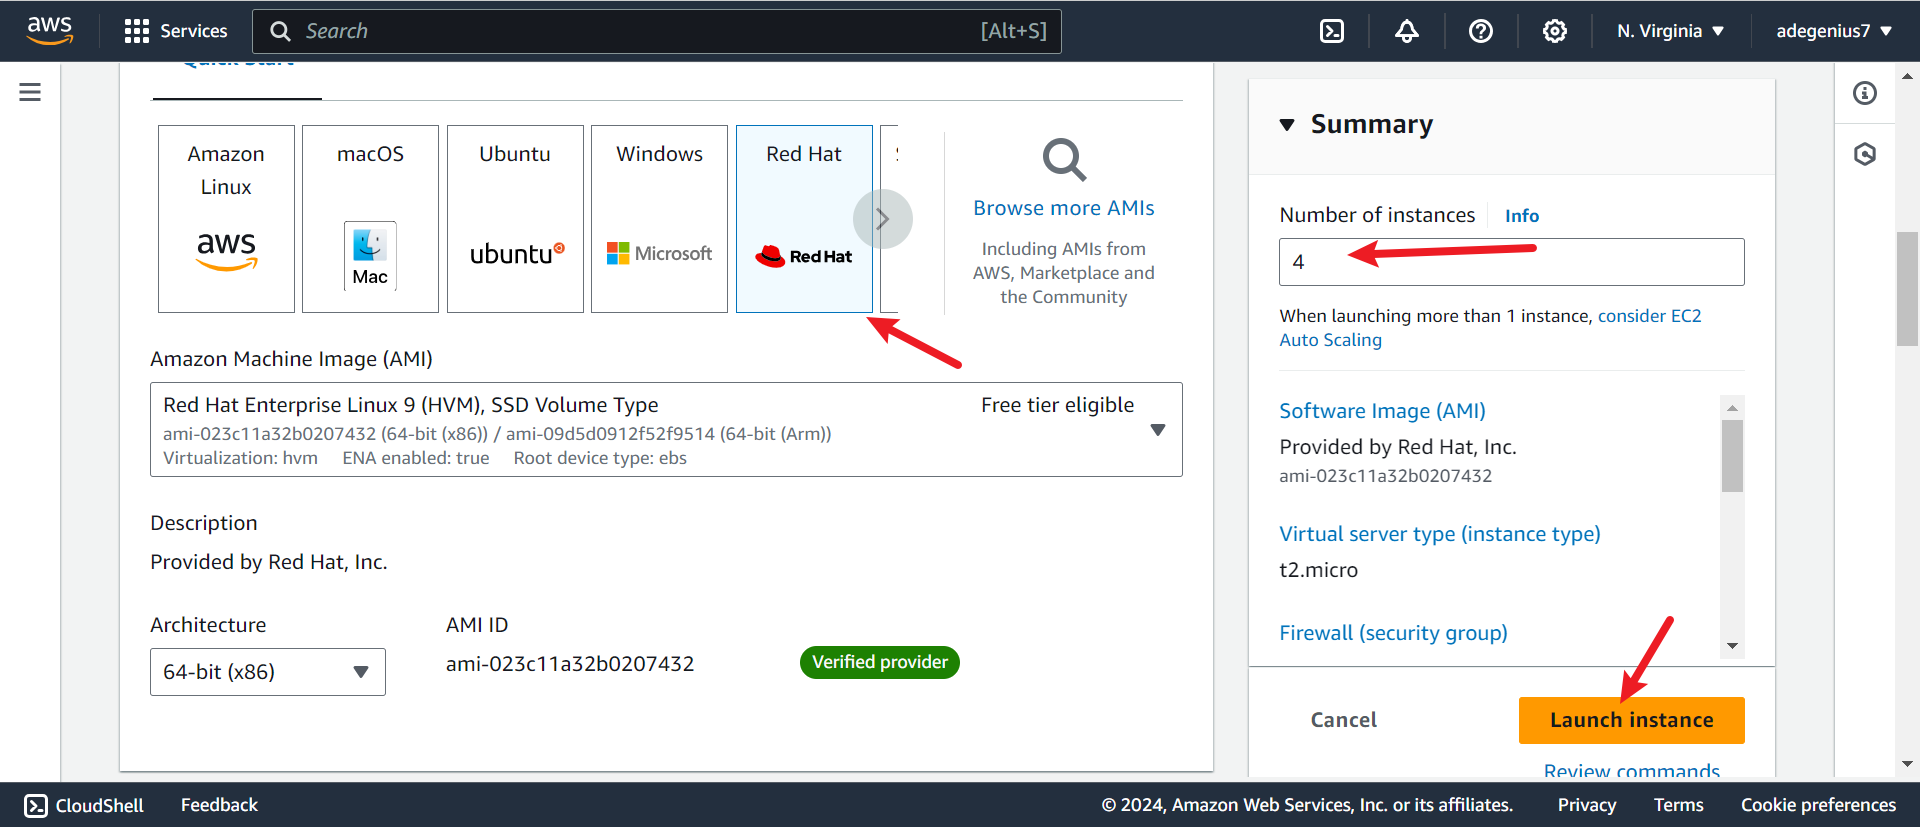 aws
Services
Search
[Alt+S]
N. Virginia
adegenius7
Quick Start
Amazon
Linux
aws
macOS
Mac
Ubuntu
ubuntu
Windows
Microsoft
Red Hat
Red Hat
Browse more AMIs
Including AMIs from
AWS, Marketplace and
the Community
Amazon Machine Image (AMI)
Red Hat Enterprise Linux 9 (HVM), SSD Volume Type
Free tier eligible
ami-023c11a32b0207432 (64-bit (x86)) / ami-09d5d0912f52f9514 (64-bit (Arm))
Virtualization: hvm ENA enabled: true Root device type: ebs
Description
Provided by Red Hat, Inc.
Architecture
64-bit (x86)
AMI ID
ami-023c11a32b0207432
Verified provider
Summary
Number of instances
Info
4
When launching more than 1 instance, consider EC2
Auto Scaling
Software Image (AMI)
Provided by Red Hat, Inc.
ami-023c11a32b0207432
Virtual server type (instance type)
t2.micro
Firewall (security group)
Cancel
Launch instance
Review commands
CloudShell
Feedback
© 2024, Amazon Web Services, Inc. or its affiliates.
Privacy
Terms
Cookie preferences